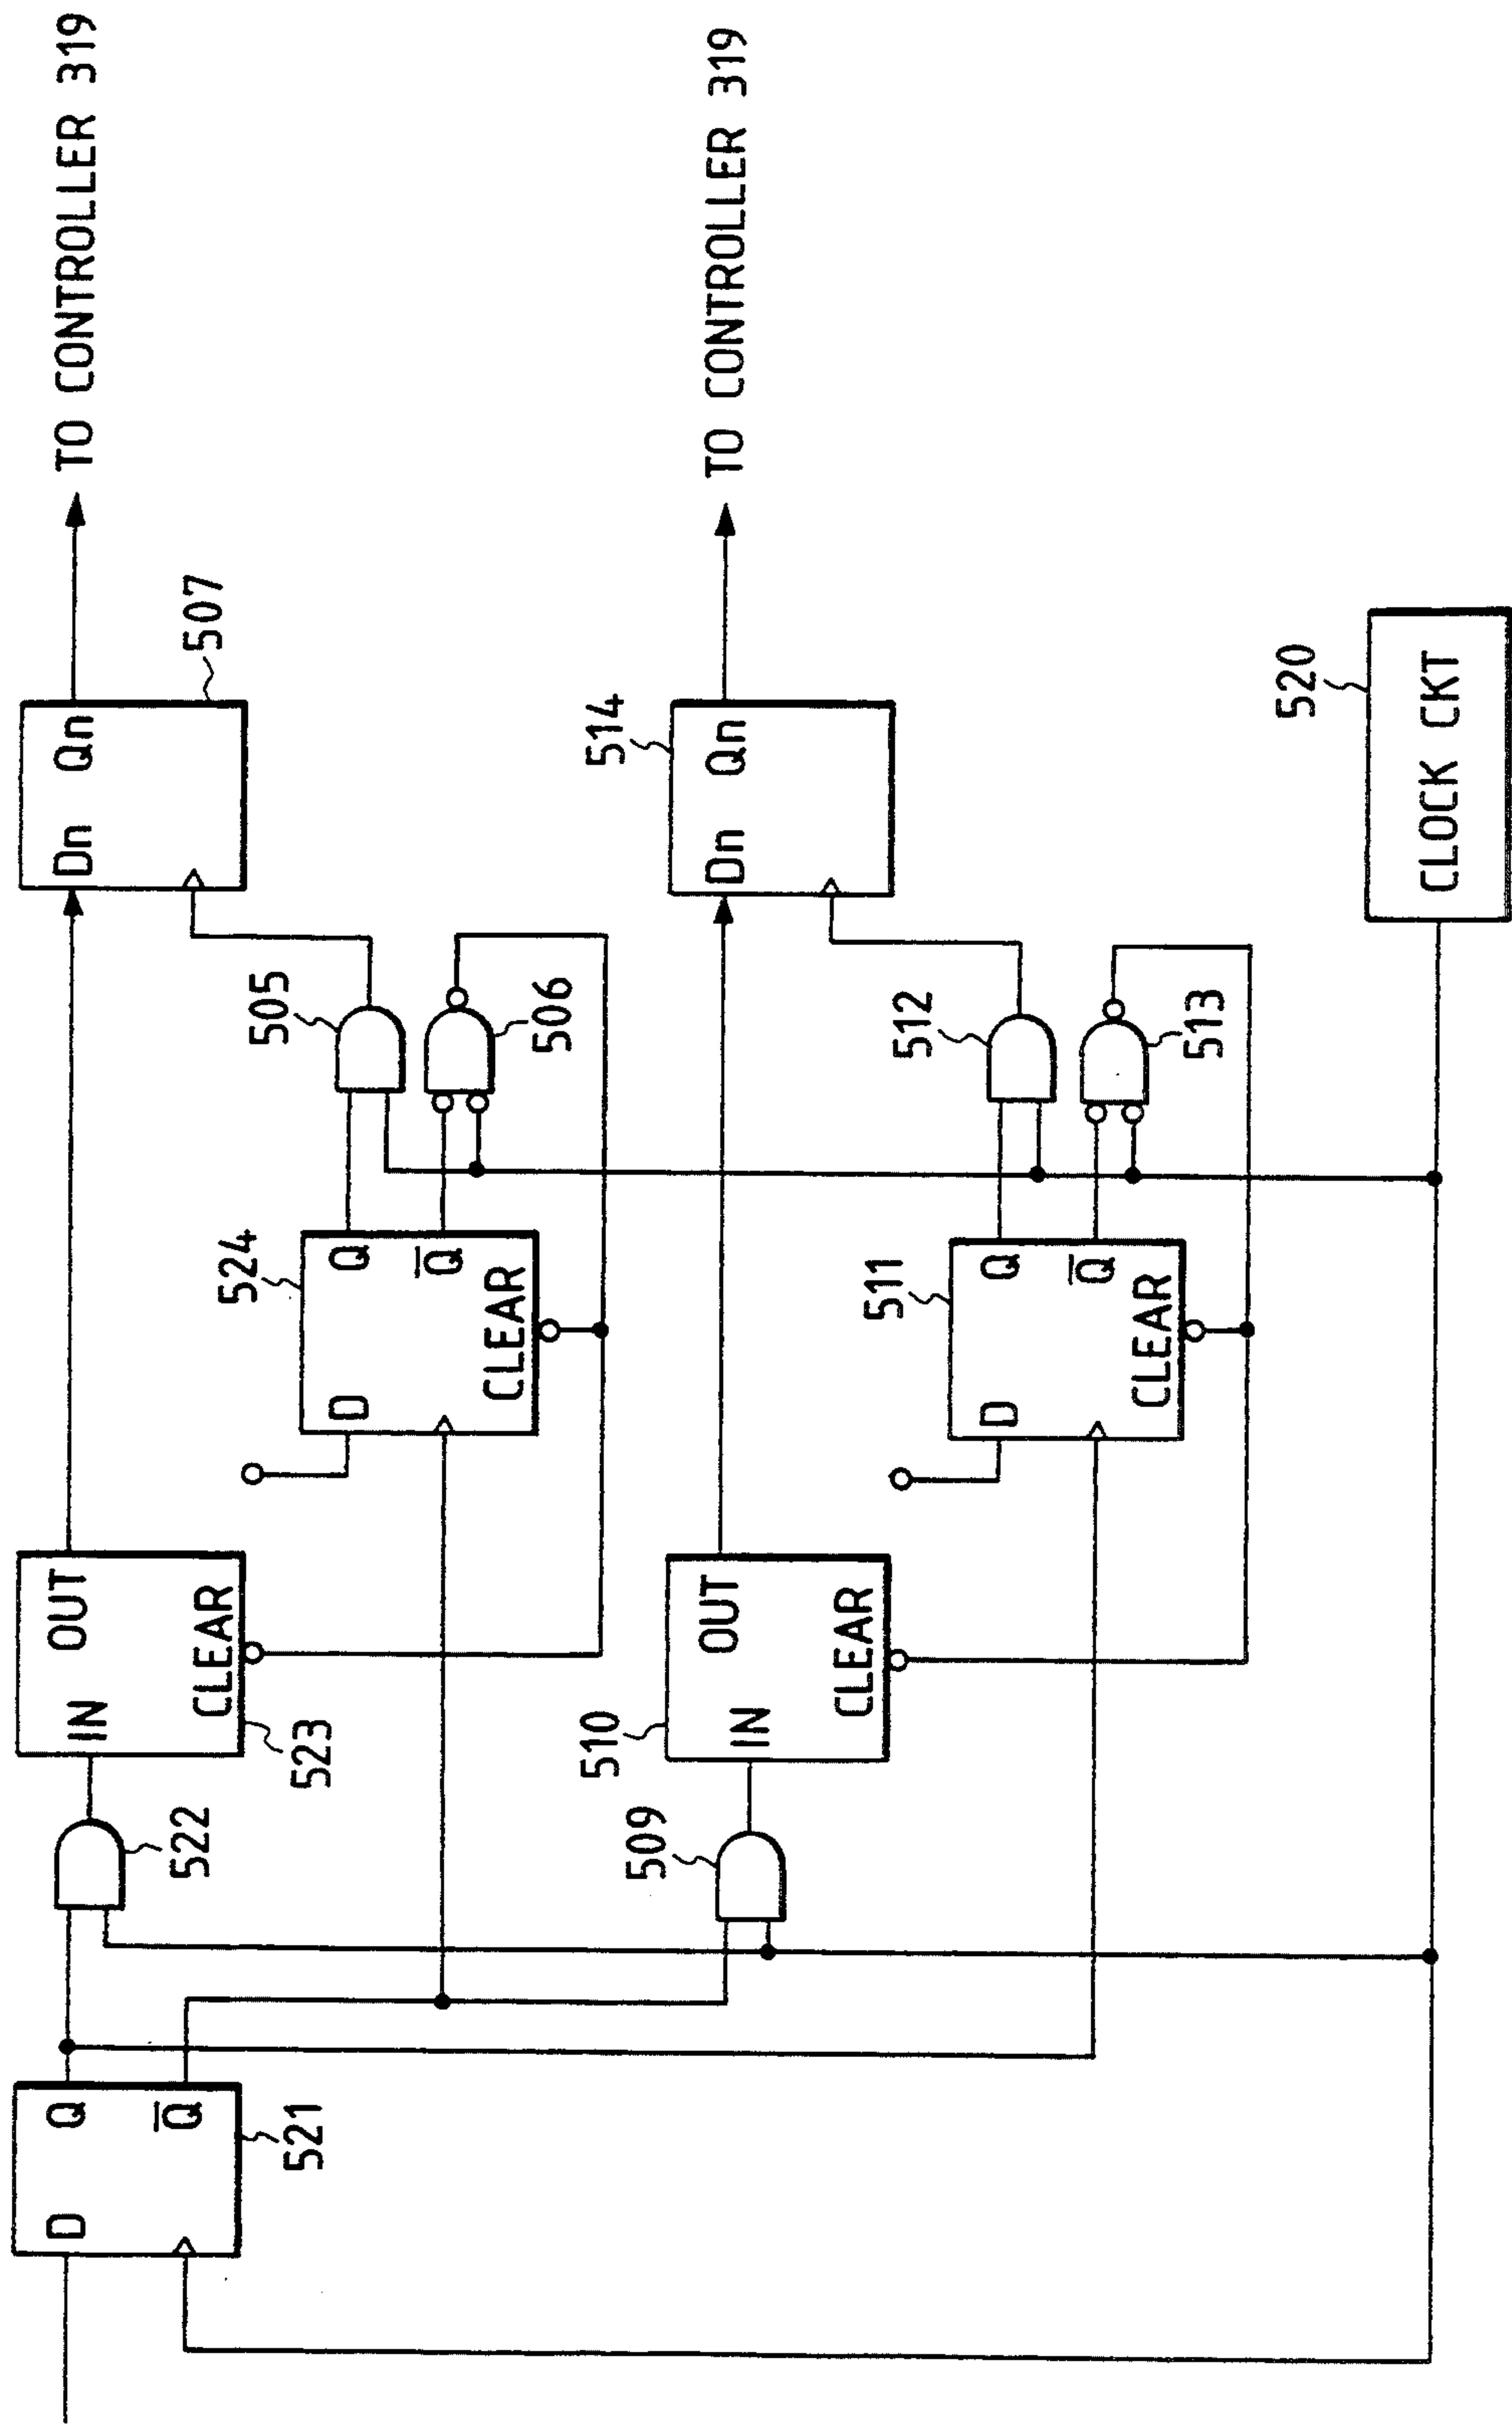 D
Q
Q̅
521
522
IN
OUT
CLEAR
523
Dn
Qn
507
TO CONTROLLER 319
D
Q
Q̅
CLEAR
524
505
506
509
IN
OUT
CLEAR
510
Dn
Qn
514
TO CONTROLLER 319
D
Q
Q̅
CLEAR
511
512
513
CLOCK CKT
520